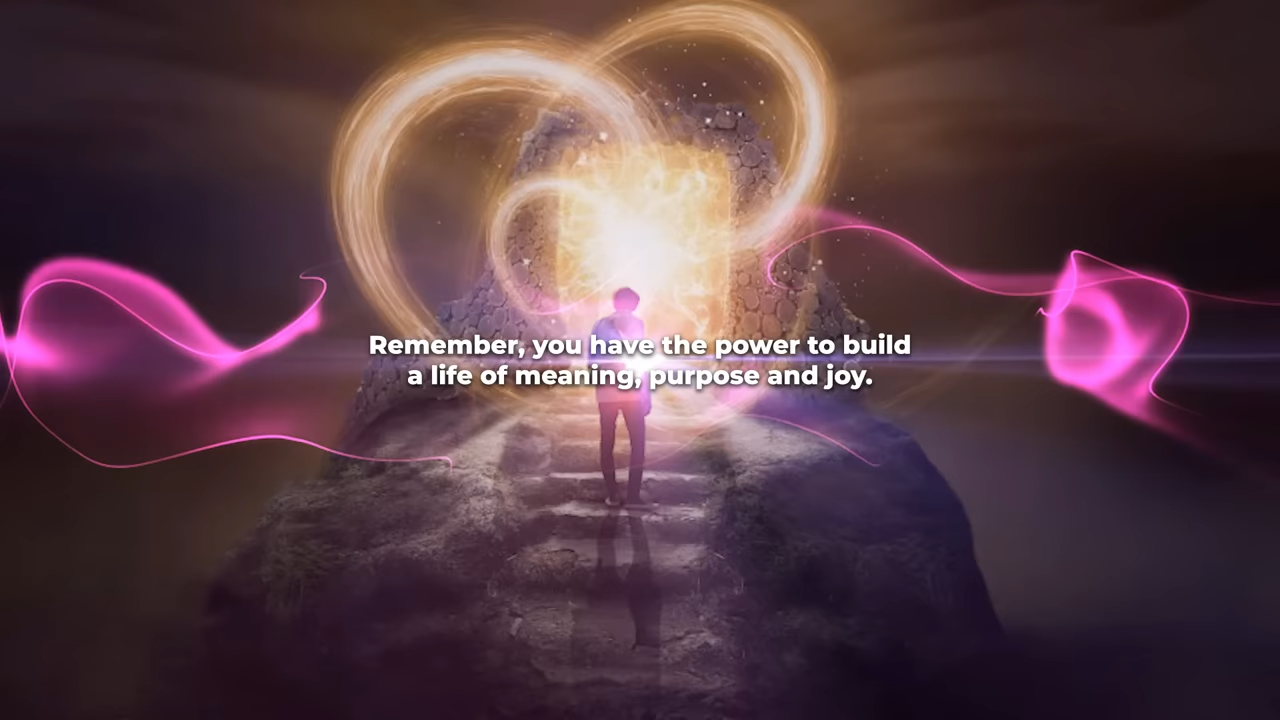 Remember, you have the power to build
a life of meaning, purpose and joy.